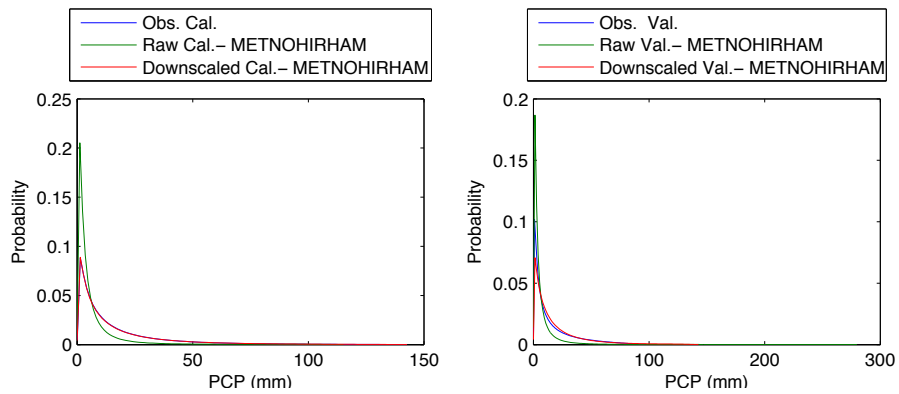 Obs. Cal.
Raw Cal.− METNOHIRHAM
Downscaled Cal.− METNOHIRHAM
0.25
0.2
0.15
0.1
0.05
0
0
50
100
150
Probability
PCP (mm)
Obs. Val.
Raw Val.− METNOHIRHAM
Downscaled Val.− METNOHIRHAM
0.2
0.15
0.1
0.05
0
0
100
200
300
Probability
PCP (mm)